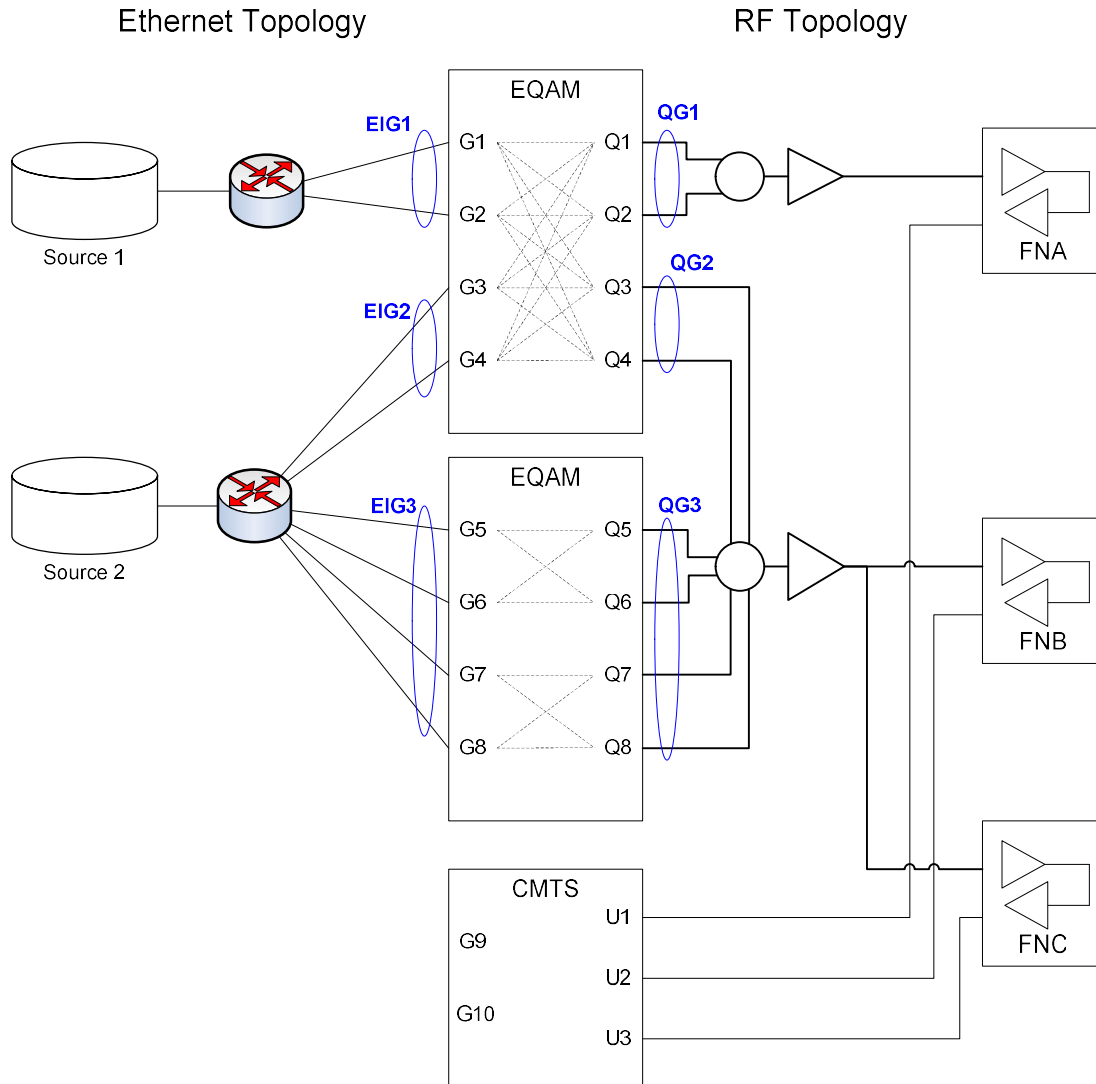 Ethernet Topology
RF Topology
EQAM
EIG1
QG1
G1
Q1
G2
Q2
Source 1
FNA
QG2
G3
Q3
EIG2
G4
Q4
EQAM
EIG3
QG3
G5
Q5
Source 2
G6
Q6
FNB
G7
Q7
G8
Q8
CMTS
U1
G9
FNC
U2
G10
U3